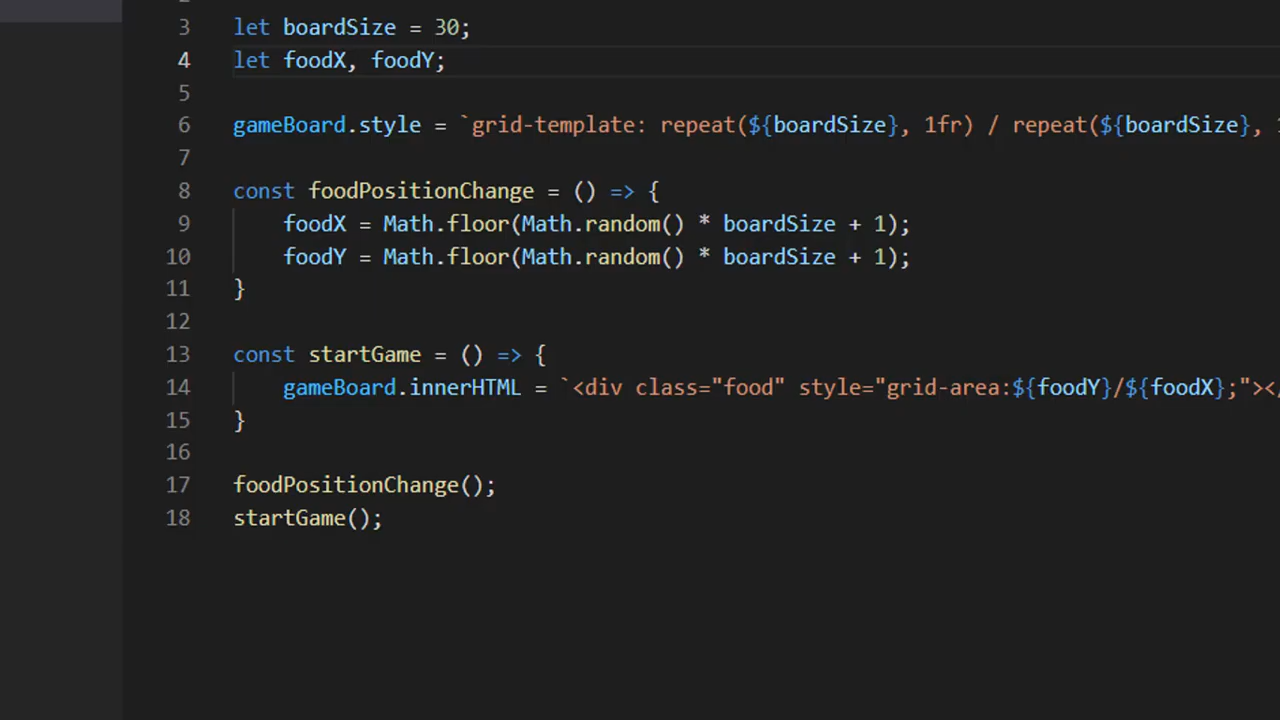 3 let boardSize = 30;
4 let foodX, foodY;
5
6 gameBoard.style = `grid-template: repeat(${boardSize}, 1fr) / repeat(${boardSize},
7
8 const foodPositionChange = () => {
9 foodX = Math.floor(Math.random() * boardSize + 1);
10 foodY = Math.floor(Math.random() * boardSize + 1);
11 }
12
13 const startGame = () => {
14 gameBoard.innerHTML = `<div class="food" style="grid-area:${foodY}/${foodX};"></
15 }
16
17 foodPositionChange();
18 startGame();